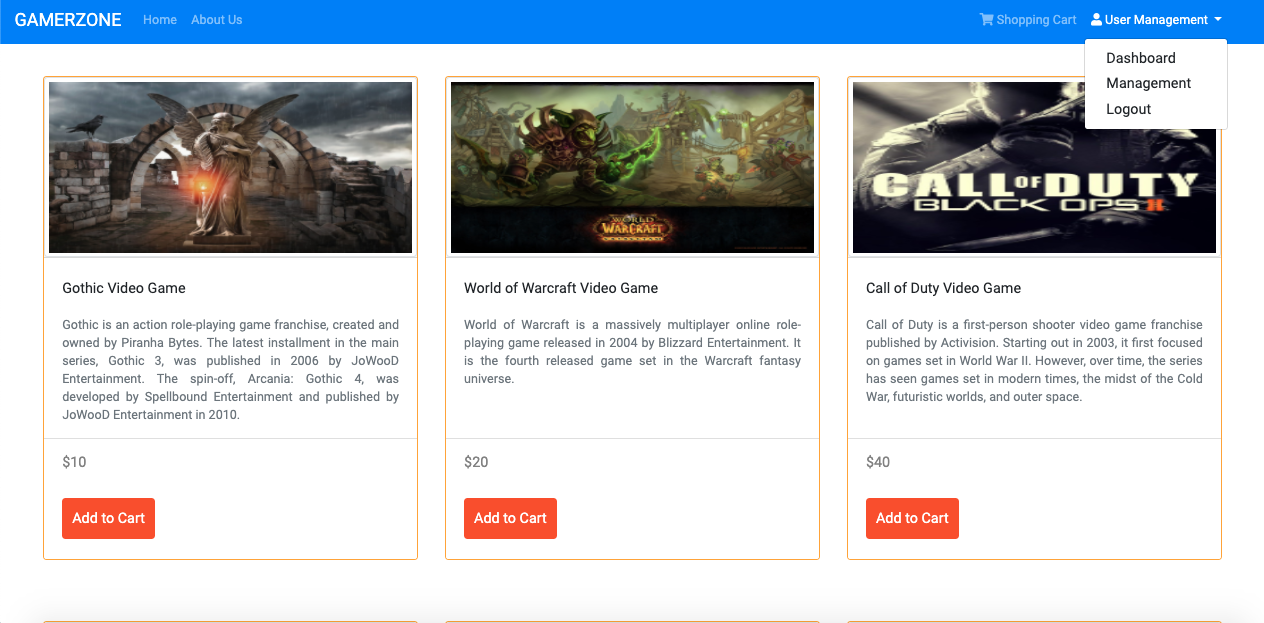 GAMERZONE Home About Us Shopping Cart User Management
Dashboard
Management
Logout
WORLD
WARCRAFT
CALL OF DUTY
BLACK OPS II
Gothic Video Game
Gothic is an action role-playing game franchise, created and
owned by Piranha Bytes. The latest installment in the main
series, Gothic 3, was published in 2006 by JoWooD
Entertainment. The spin-off, Arcania: Gothic 4, was
developed by Spellbound Entertainment and published by
JoWooD Entertainment in 2010.
$10
Add to Cart
World of Warcraft Video Game
World of Warcraft is a massively multiplayer online role-
playing game released in 2004 by Blizzard Entertainment. It
is the fourth released game set in the Warcraft fantasy
universe.
$20
Add to Cart
Call of Duty Video Game
Call of Duty is a first-person shooter video game franchise
published by Activision. Starting out in 2003, it first focused
on games set in World War II. However, over time, the series
has seen games set in modern times, the midst of the Cold
War, futuristic worlds, and outer space.
$40
Add to Cart